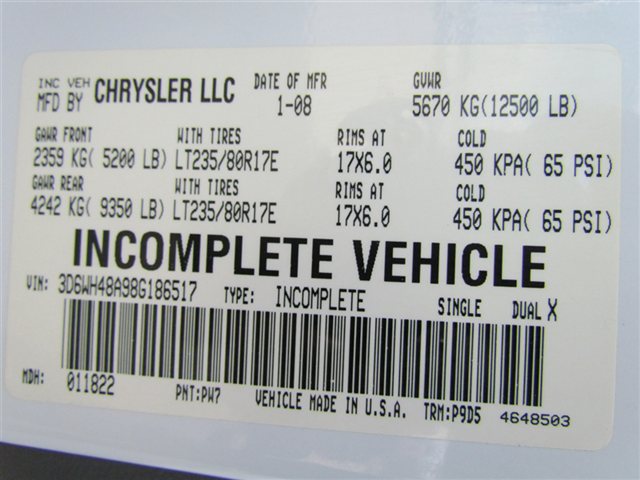 INC VEH MFD BY CHRYSLER LLC DATE OF MFR 1-08 GVWR 5670 KG(12500 LB)
GAWR FRONT WITH TIRES RIMS AT COLD
2359 KG( 5200 LB) LT235/80R17E 17X6.0 450 KPA( 65 PSI)
GAWR REAR WITH TIRES RIMS AT COLD
4242 KG( 9350 LB) LT235/80R17E 17X6.0 450 KPA( 65 PSI)
INCOMPLETE VEHICLE
VIN: 3D6WH48A98G186517 TYPE: INCOMPLETE SINGLE DUAL X
MDH: 011822 PNT:PW7 VEHICLE MADE IN U.S.A. TRM:P9D5 4648503